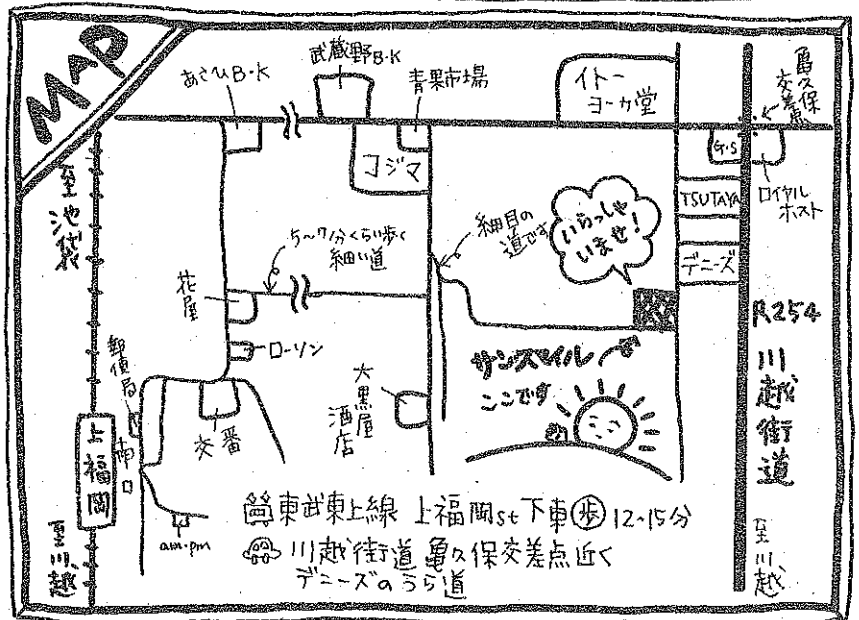 MAP
あさひB・K
武蔵野B・K
青果市場
イトー
ヨーカ堂
亀久保
交差点
コジマ
G・S
ロイヤル
ホスト
TSUTAYA
デニーズ
至池袋
5〜7分くらい歩く
細い道
細目の
道です
いらっしゃ
いませ!
花屋
ローソン
郵便局
交番
大黒屋
酒店
サンスマイル
ここです
R254
川越街道
上福岡
南口
am・pm
至川越
至川越
東武東上線 上福岡st下車歩12~15分
川越街道亀久保交差点近く
デニーズのうら道